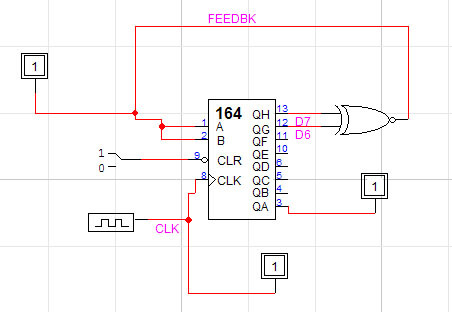 FEEDBK
1
164
1 A
2 B
9 CLR
8 CLK
QH 13
QG 12
QF 11
QE 10
QD 6
QC 5
QB 4
QA 3
D7
D6
1
0
1
CLK
1